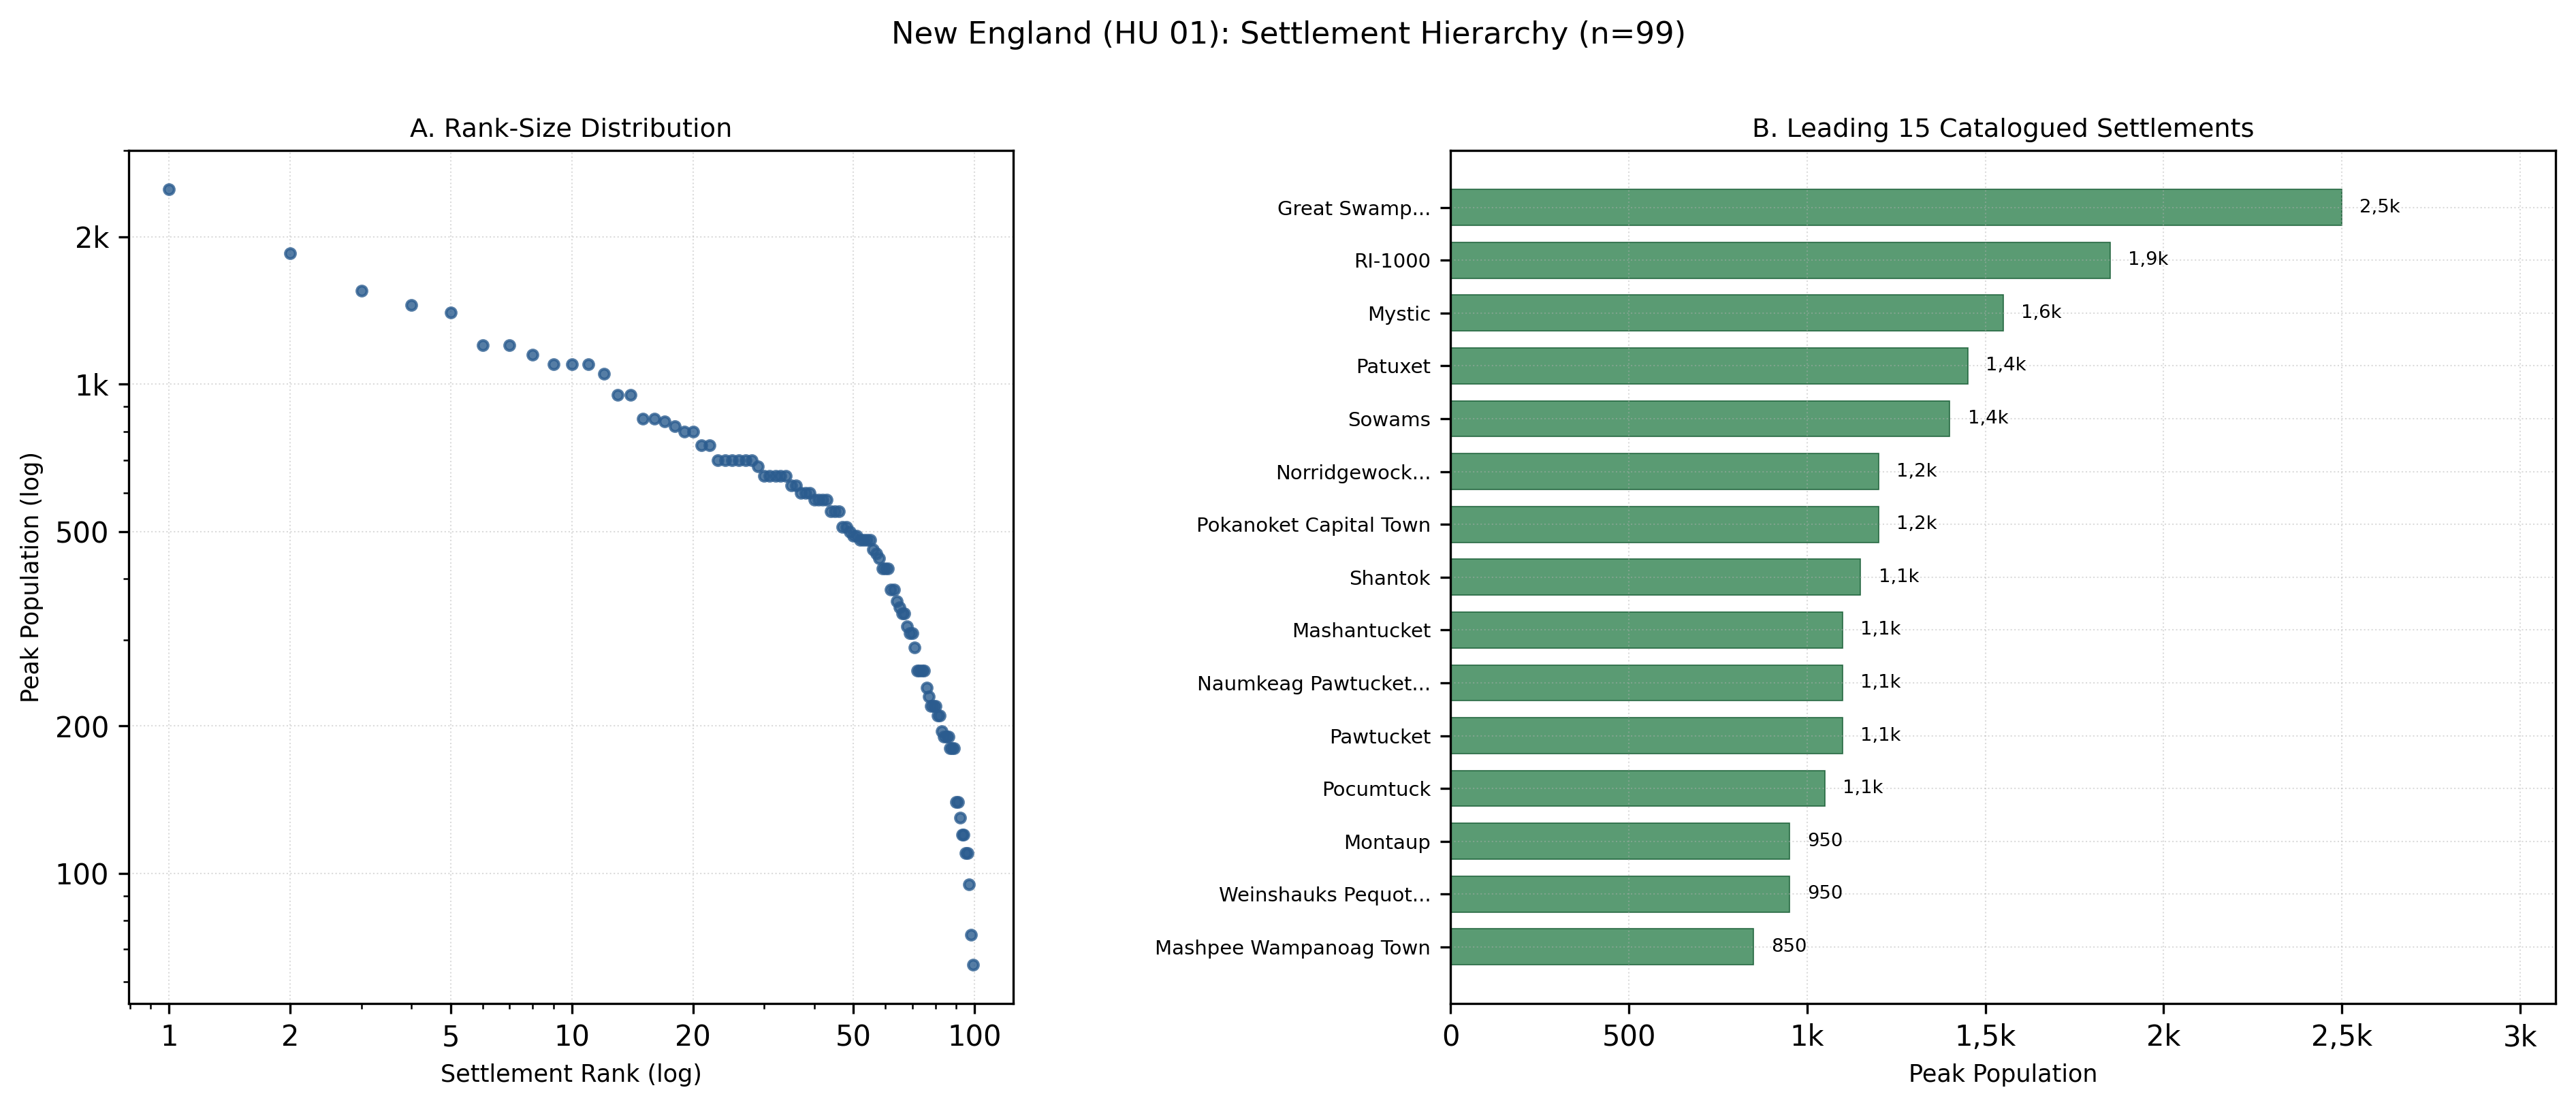 New England (HU 01): Settlement Hierarchy (n=99)
A. Rank-Size Distribution
Peak Population (log)
2k
1k
500
200
100
1 2 5 10 20 50 100
Settlement Rank (log)
B. Leading 15 Catalogued Settlements
Great Swamp... 2,5k
RI-1000 1,9k
Mystic 1,6k
Patuxet 1,4k
Sowams 1,4k
Norridgewock... 1,2k
Pokanoket Capital Town 1,2k
Shantok 1,1k
Mashantucket 1,1k
Naumkeag Pawtucket... 1,1k
Pawtucket 1,1k
Pocumtuck 1,1k
Montaup 950
Weinshauks Pequot... 950
Mashpee Wampanoag Town 850
0 500 1k 1,5k 2k 2,5k 3k
Peak Population